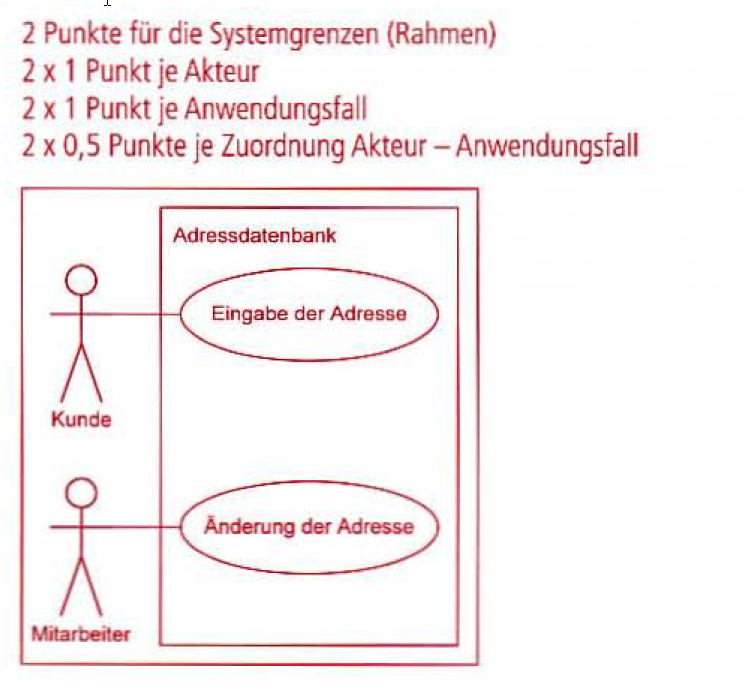 2 Punkte für die Systemgrenzen (Rahmen)
2 x 1 Punkt je Akteur
2 x 1 Punkt je Anwendungsfall
2 x 0,5 Punkte je Zuordnung Akteur – Anwendungsfall
Adressdatenbank
Eingabe der Adresse
Kunde
Änderung der Adresse
Mitarbeiter